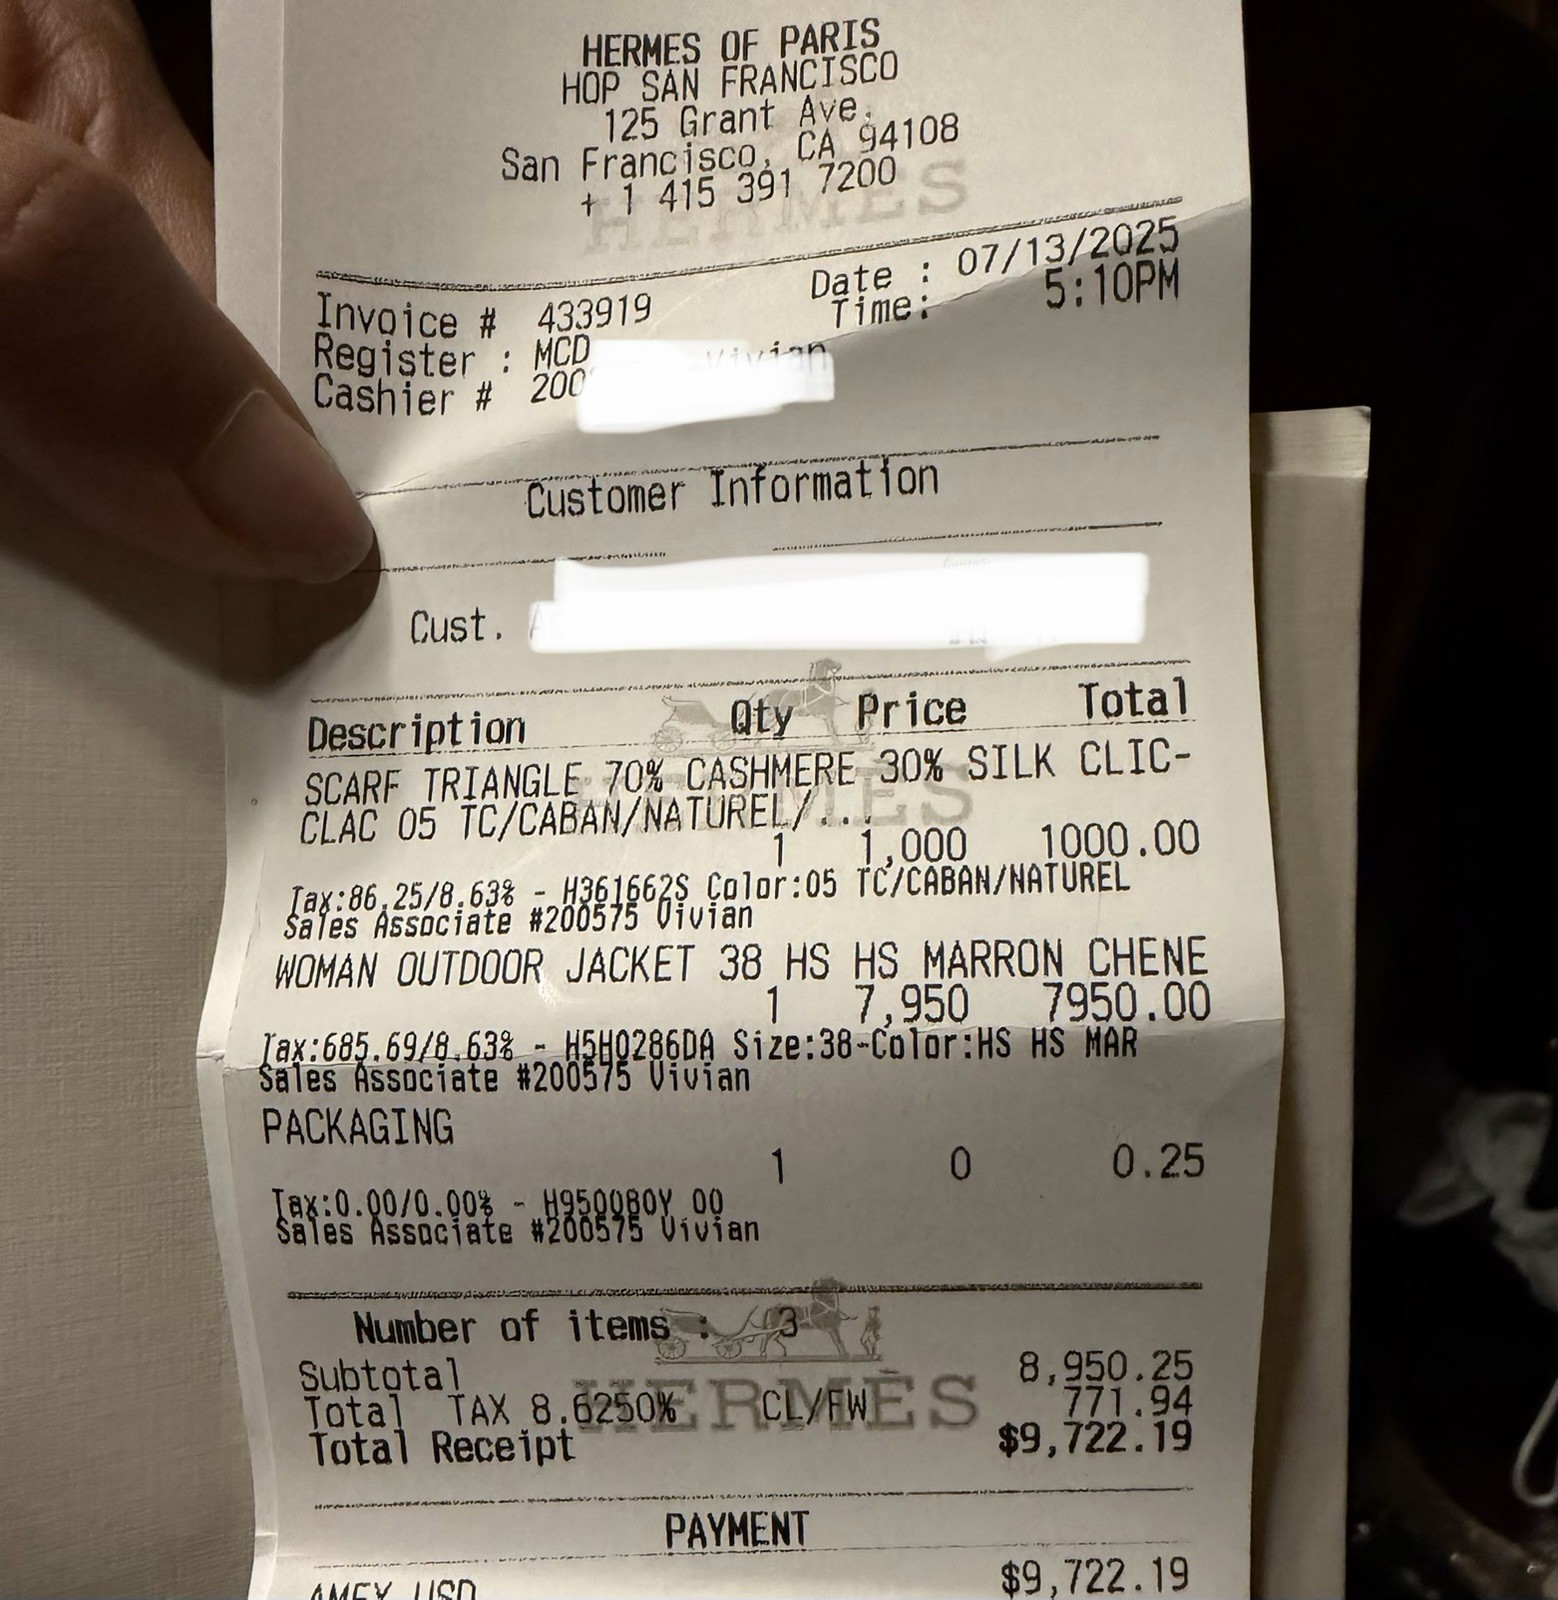 HERMES OF PARIS
HOP SAN FRANCISCO
125 Grant Ave.
San Francisco, CA 94108
+ 1 415 391 7200
HERMES
Date : 07/13/2025
Time: 5:10PM
Invoice # 433919
Register : MCD
Cashier # 200 -Vivian
Customer Information
Cust.
Description Qty Price Total
SCARF TRIANGLE 70% CASHMERE 30% SILK CLIC-
CLAC 05 TC/CABAN/NATUREL/...
HERMES
1 1,000 1000.00
Tax:86.25/8.63% - H361662S Color:05 TC/CABAN/NATUREL
Sales Associate #200575 Vivian
WOMAN OUTDOOR JACKET 38 HS HS MARRON CHENE
1 7,950 7950.00
Tax:685.69/8.63% - H5H0286DA Size:38-Color:HS HS MAR
Sales Associate #200575 Vivian
PACKAGING
1 0 0.25
Tax:0.00/0.00% - H950080Y 00
Sales Associate #200575 Vivian
Number of items : 3
Subtotal 8,950.25
Total TAX 8.6250% CL/FW 771.94
HERMÈS
Total Receipt $9,722.19
PAYMENT
AMEX USD $9,722.19